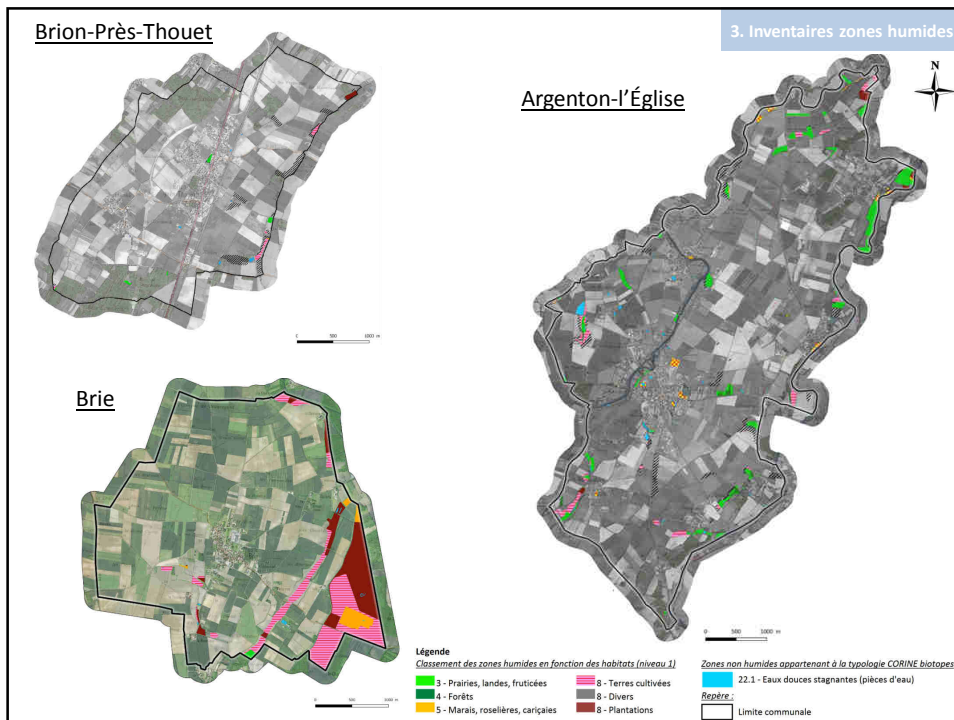 3. Inventaires zones humides
Brion-Près-Thouet
Argenton-l'Église
N
0 500 1000 m
Brie
0 500 1000 m
0 500 1000 m
Légende
Classement des zones humides en fonction des habitats (niveau 1)
3 - Prairies, landes, fruticées
4 - Forêts
5 - Marais, roselières, cariçaies
8 - Terres cultivées
8 - Divers
8 - Plantations
Zones non humides appartenant à la typologie CORINE biotopes
22.1 - Eaux douces stagnantes (pièces d'eau)
Repère :
Limite communale